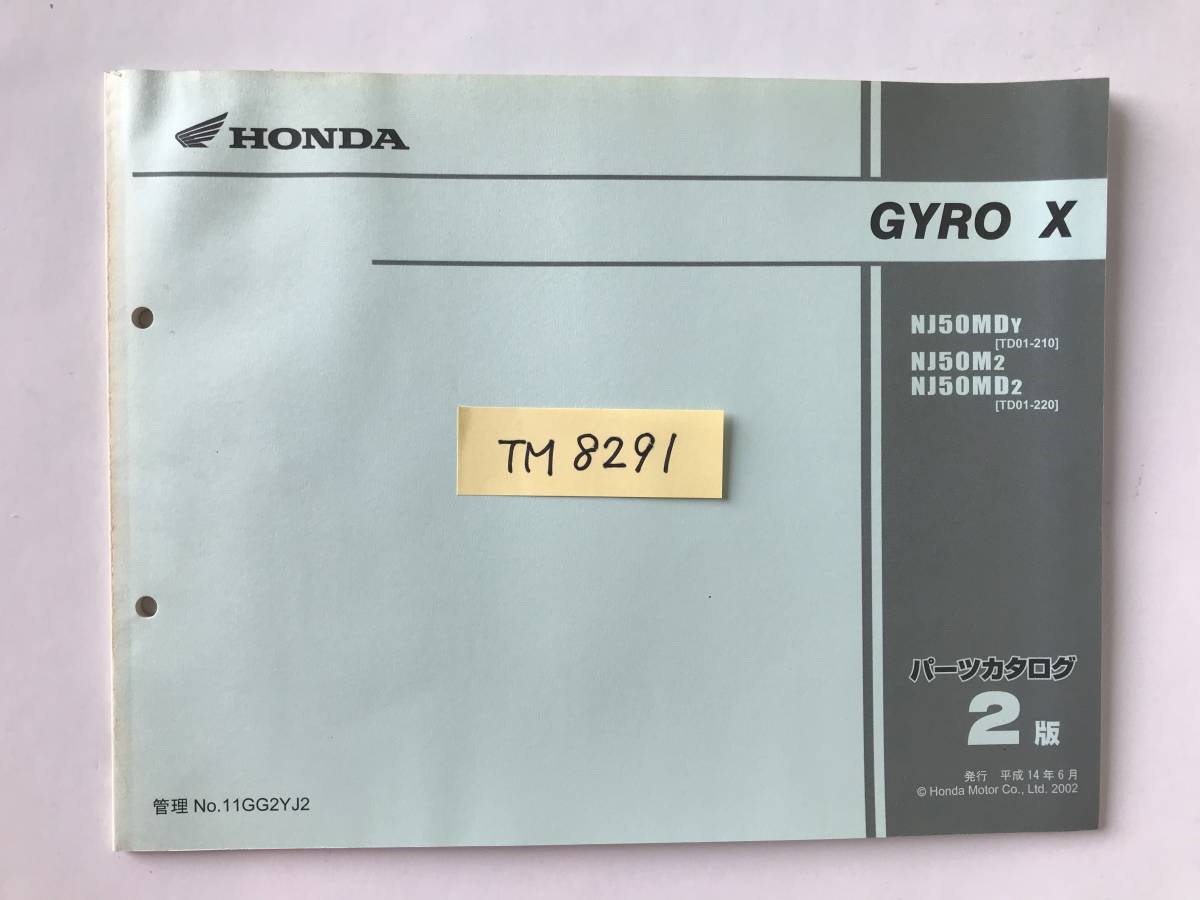 HONDA
GYRO X
NJ50MDY
[TD01-210]
NJ50M2
NJ50MD2
[TD01-220]
TM 8291
パーツカタログ
2版
発行 平成14年6月
© Honda Motor Co., Ltd. 2002
管理 No.11GG2YJ2